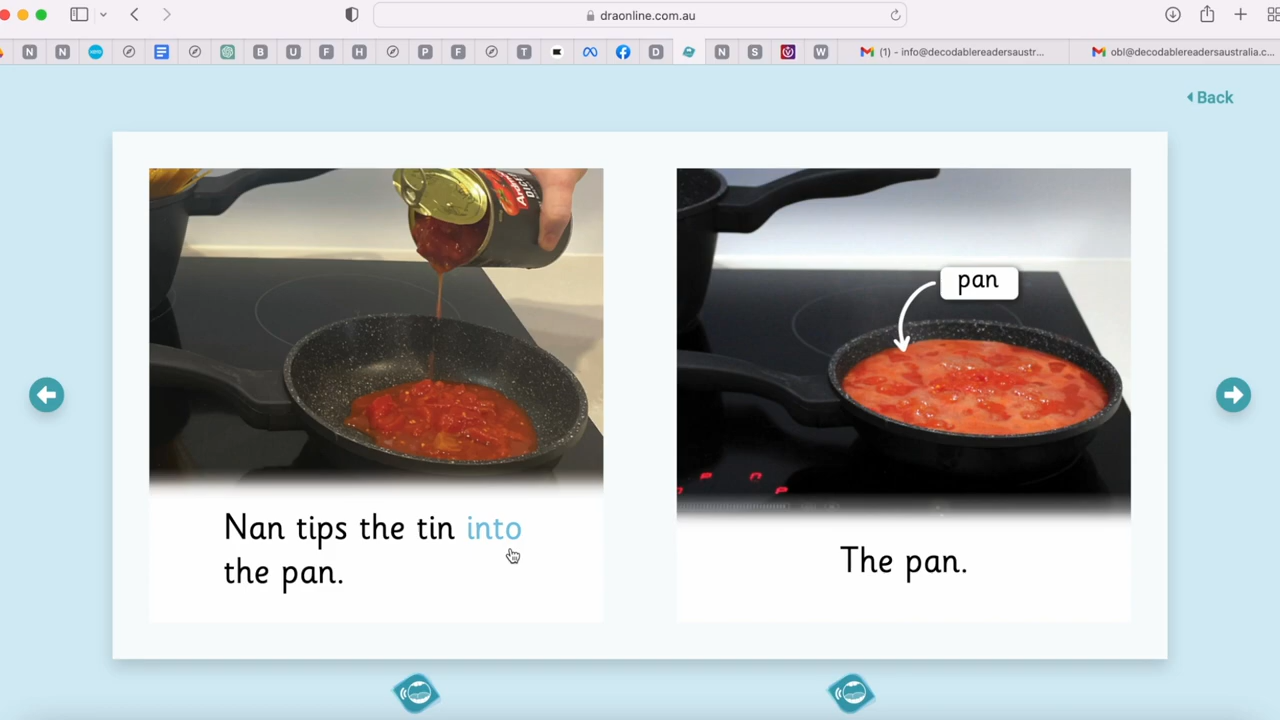 draonline.com.au
N
N
xero
B
U
F
H
P
F
T
D
N
S
W
(1) - info@decodablereadersaustr...
obl@decodablereadersaustralia.c...
Back
pan
Nan tips the tin into
the pan.
The pan.